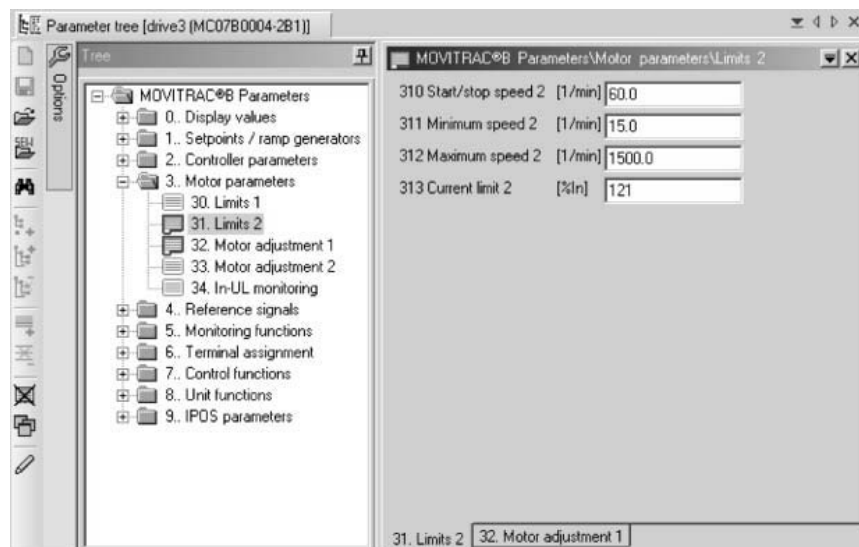 Parameter tree [drive3 (MC07B0004-2B1)]
Options
SEW
Tree
MOVITRAC®B Parameters
0.. Display values
1.. Setpoints / ramp generators
2.. Controller parameters
3.. Motor parameters
30. Limits 1
31. Limits 2
32. Motor adjustment 1
33. Motor adjustment 2
34. In-UL monitoring
4.. Reference signals
5.. Monitoring functions
6.. Terminal assignment
7.. Control functions
8.. Unit functions
9.. IPOS parameters
MOVITRAC®B Parameters\Motor parameters\Limits 2
310 Start/stop speed 2 [1/min] 60.0
311 Minimum speed 2 [1/min] 15.0
312 Maximum speed 2 [1/min] 1500.0
313 Current limit 2 [%In] 121
31. Limits 2 32. Motor adjustment 1